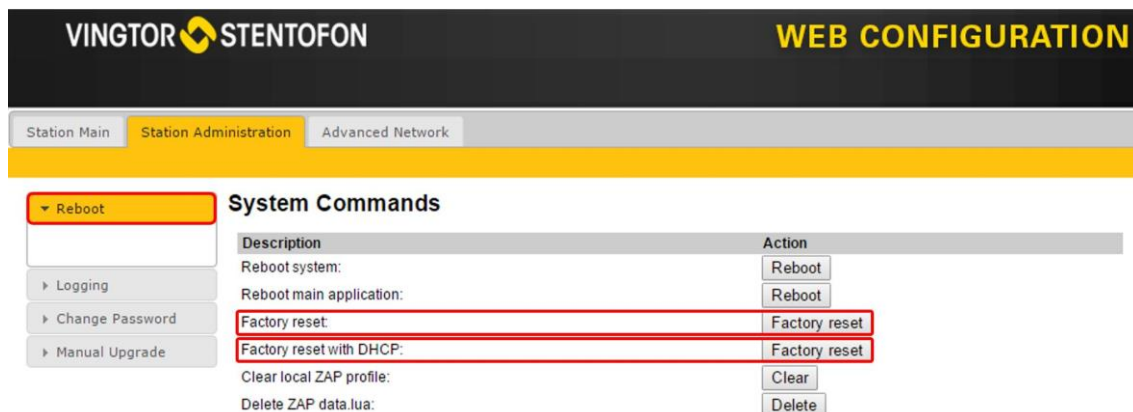 VINGTOR STENTOFON
WEB CONFIGURATION
Station Main
Station Administration
Advanced Network
Reboot
Logging
Change Password
Manual Upgrade
System Commands
Description Action
Reboot system: Reboot
Reboot main application: Reboot
Factory reset: Factory reset
Factory reset with DHCP: Factory reset
Clear local ZAP profile: Clear
Delete ZAP data.lua: Delete